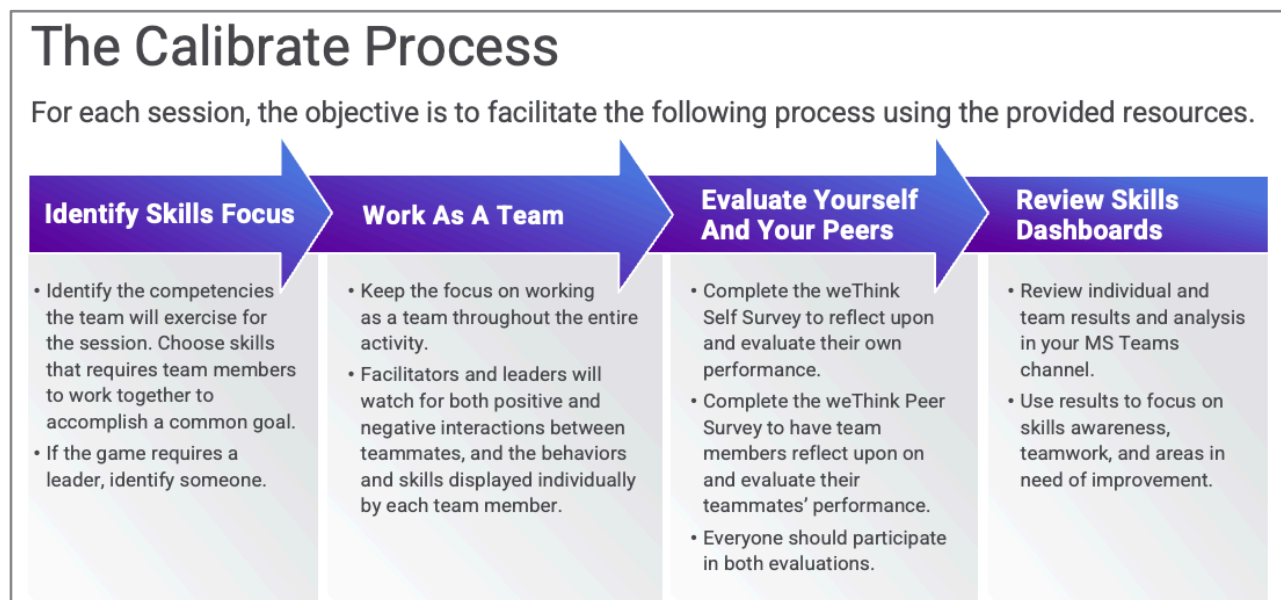 The Calibrate Process
For each session, the objective is to facilitate the following process using the provided resources.
Identify Skills Focus
• Identify the competencies
the team will exercise for
the session. Choose skills
that requires team members
to work together to
accomplish a common goal.
• If the game requires a
leader, identify someone.
Work As A Team
• Keep the focus on working
as a team throughout the entire
activity.
• Facilitators and leaders will
watch for both positive and
negative interactions between
teammates, and the behaviors
and skills displayed individually
by each team member.
Evaluate Yourself
And Your Peers
• Complete the weThink
Self Survey to reflect upon
and evaluate their own
performance.
• Complete the weThink Peer
Survey to have team
members reflect upon on
and evaluate their
teammates’ performance.
• Everyone should participate
in both evaluations.
Review Skills
Dashboards
• Review individual and
team results and analysis
in your MS Teams
channel.
• Use results to focus on
skills awareness,
teamwork, and areas in
need of improvement.